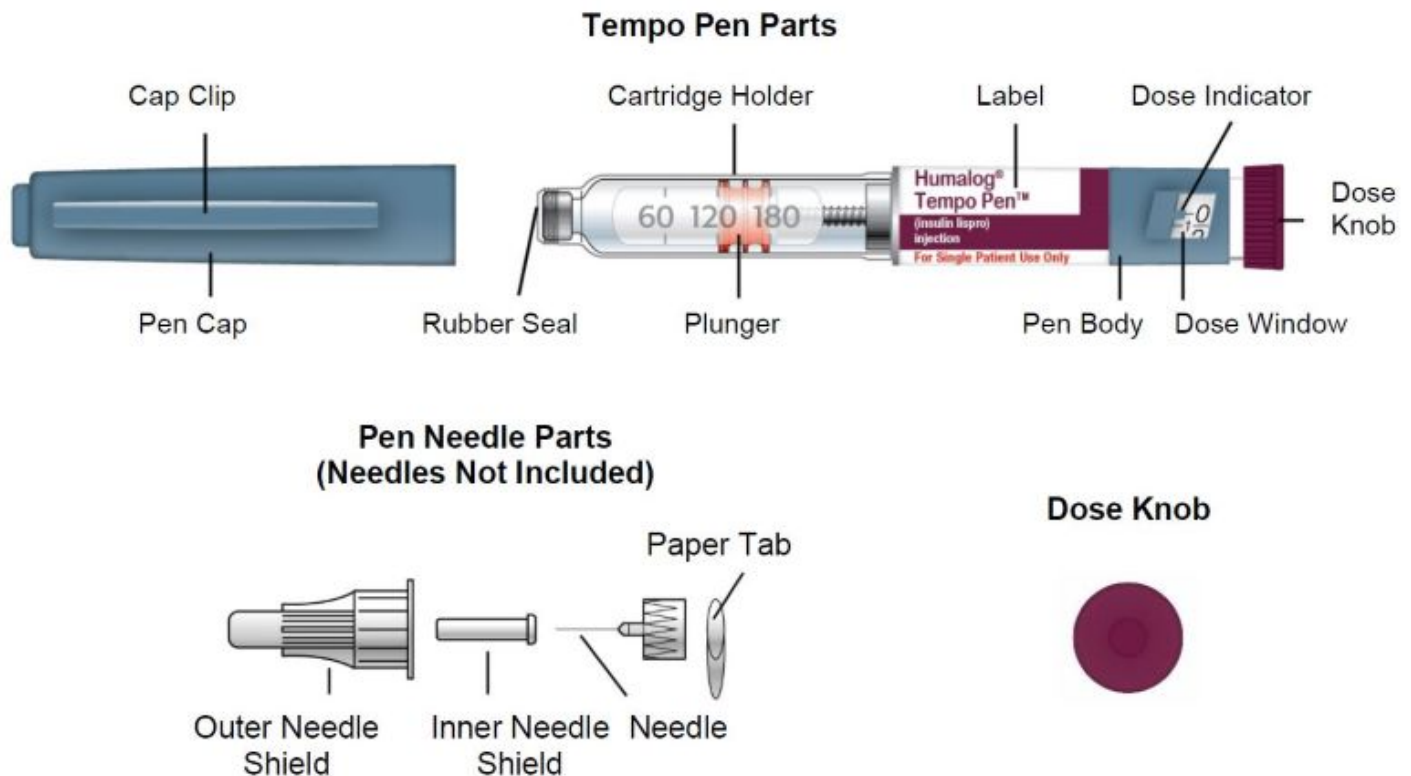 Tempo Pen Parts
Cap Clip
Cartridge Holder
Label
Dose Indicator
60 120 180
Humalog®
Tempo Pen™
(insulin lispro)
injection
For Single Patient Use Only
0
Dose
Knob
Pen Cap
Rubber Seal
Plunger
Pen Body
Dose Window
Pen Needle Parts
(Needles Not Included)
Dose Knob
Paper Tab
Outer Needle
Shield
Inner Needle
Shield
Needle